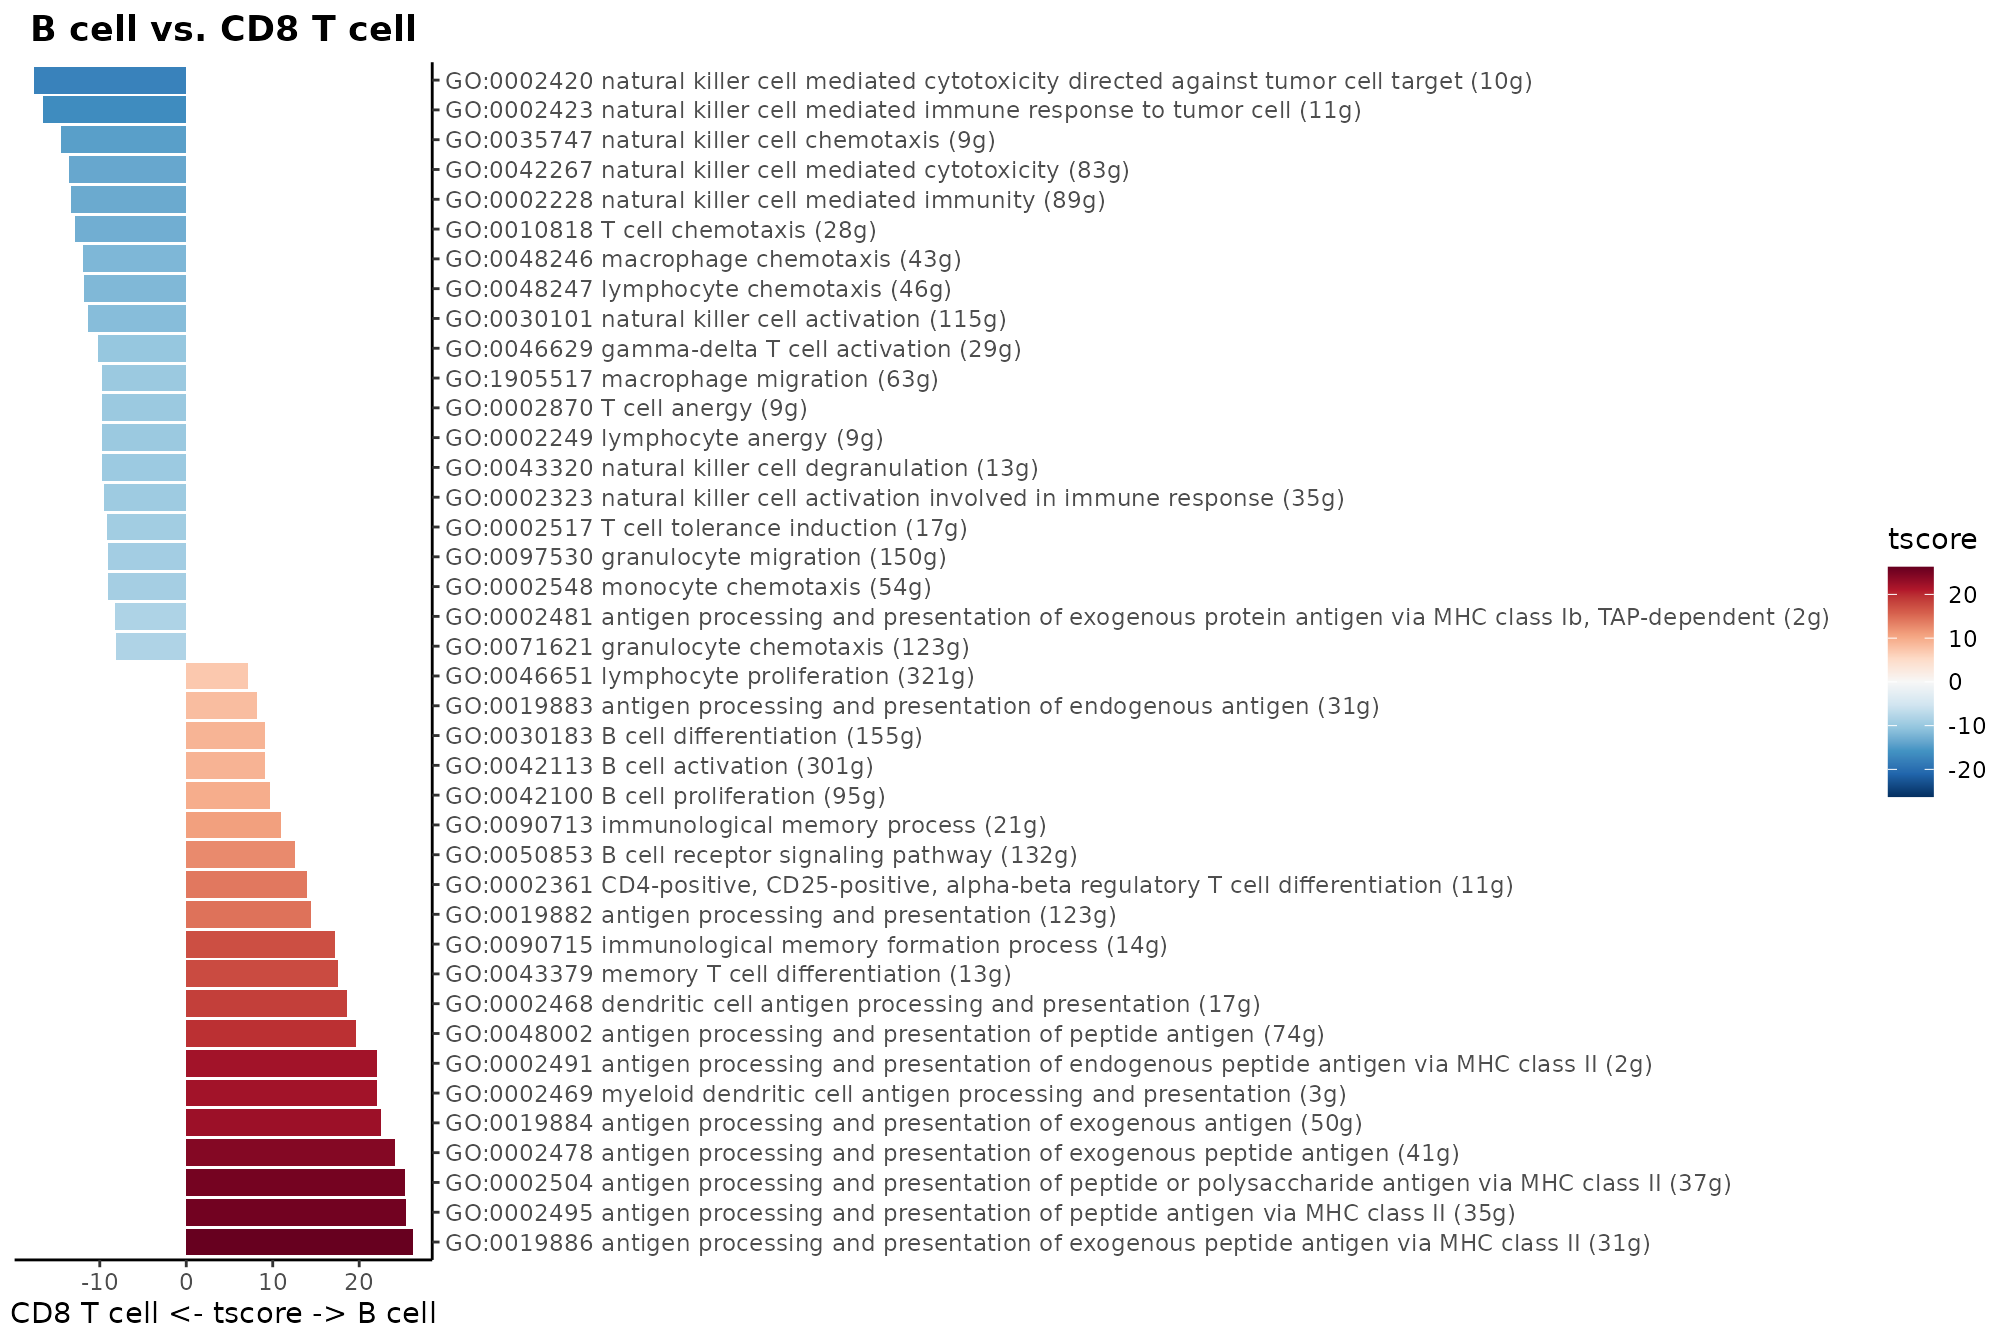 B cell vs. CD8 T cell
GO:0002420 natural killer cell mediated cytotoxicity directed against tumor cell target (10g)
GO:0002423 natural killer cell mediated immune response to tumor cell (11g)
GO:0035747 natural killer cell chemotaxis (9g)
GO:0042267 natural killer cell mediated cytotoxicity (83g)
GO:0002228 natural killer cell mediated immunity (89g)
GO:0010818 T cell chemotaxis (28g)
GO:0048246 macrophage chemotaxis (43g)
GO:0048247 lymphocyte chemotaxis (46g)
GO:0030101 natural killer cell activation (115g)
GO:0046629 gamma-delta T cell activation (29g)
GO:1905517 macrophage migration (63g)
GO:0002870 T cell anergy (9g)
GO:0002249 lymphocyte anergy (9g)
GO:0043320 natural killer cell degranulation (13g)
GO:0002323 natural killer cell activation involved in immune response (35g)
GO:0002517 T cell tolerance induction (17g)
GO:0097530 granulocyte migration (150g)
GO:0002548 monocyte chemotaxis (54g)
GO:0002481 antigen processing and presentation of exogenous protein antigen via MHC class Ib, TAP-dependent (2g)
GO:0071621 granulocyte chemotaxis (123g)
GO:0046651 lymphocyte proliferation (321g)
GO:0019883 antigen processing and presentation of endogenous antigen (31g)
GO:0030183 B cell differentiation (155g)
GO:0042113 B cell activation (301g)
GO:0042100 B cell proliferation (95g)
GO:0090713 immunological memory process (21g)
GO:0050853 B cell receptor signaling pathway (132g)
GO:0002361 CD4-positive, CD25-positive, alpha-beta regulatory T cell differentiation (11g)
GO:0019882 antigen processing and presentation (123g)
GO:0090715 immunological memory formation process (14g)
GO:0043379 memory T cell differentiation (13g)
GO:0002468 dendritic cell antigen processing and presentation (17g)
GO:0048002 antigen processing and presentation of peptide antigen (74g)
GO:0002491 antigen processing and presentation of endogenous peptide antigen via MHC class II (2g)
GO:0002469 myeloid dendritic cell antigen processing and presentation (3g)
GO:0019884 antigen processing and presentation of exogenous antigen (50g)
GO:0002478 antigen processing and presentation of exogenous peptide antigen (41g)
GO:0002504 antigen processing and presentation of peptide or polysaccharide antigen via MHC class II (37g)
GO:0002495 antigen processing and presentation of peptide antigen via MHC class II (35g)
GO:0019886 antigen processing and presentation of exogenous peptide antigen via MHC class II (31g)
-10 0 10 20
CD8 T cell <- tscore -> B cell
tscore
20
10
0
-10
-20